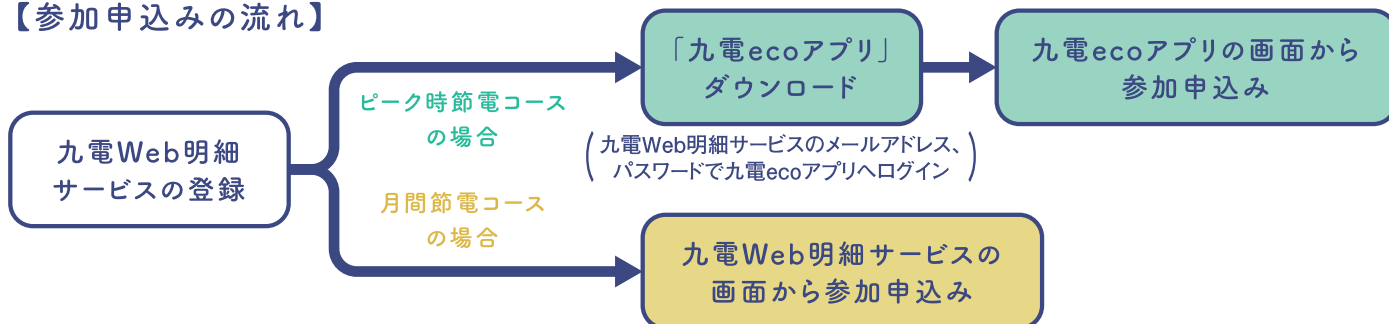 【参加申込みの流れ】
九電Web明細
サービスの登録
ピーク時節電コース
の場合
「九電ecoアプリ」
ダウンロード
(九電Web明細サービスのメールアドレス、
パスワードで九電ecoアプリへログイン)
九電ecoアプリの画面から
参加申込み
月間節電コース
の場合
九電Web明細サービスの
画面から参加申込み